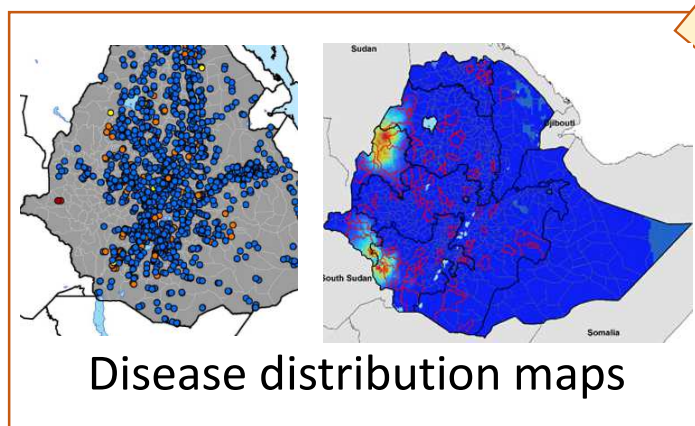 Sudan
Djibouti
South Sudan
Somalia
Disease distribution maps